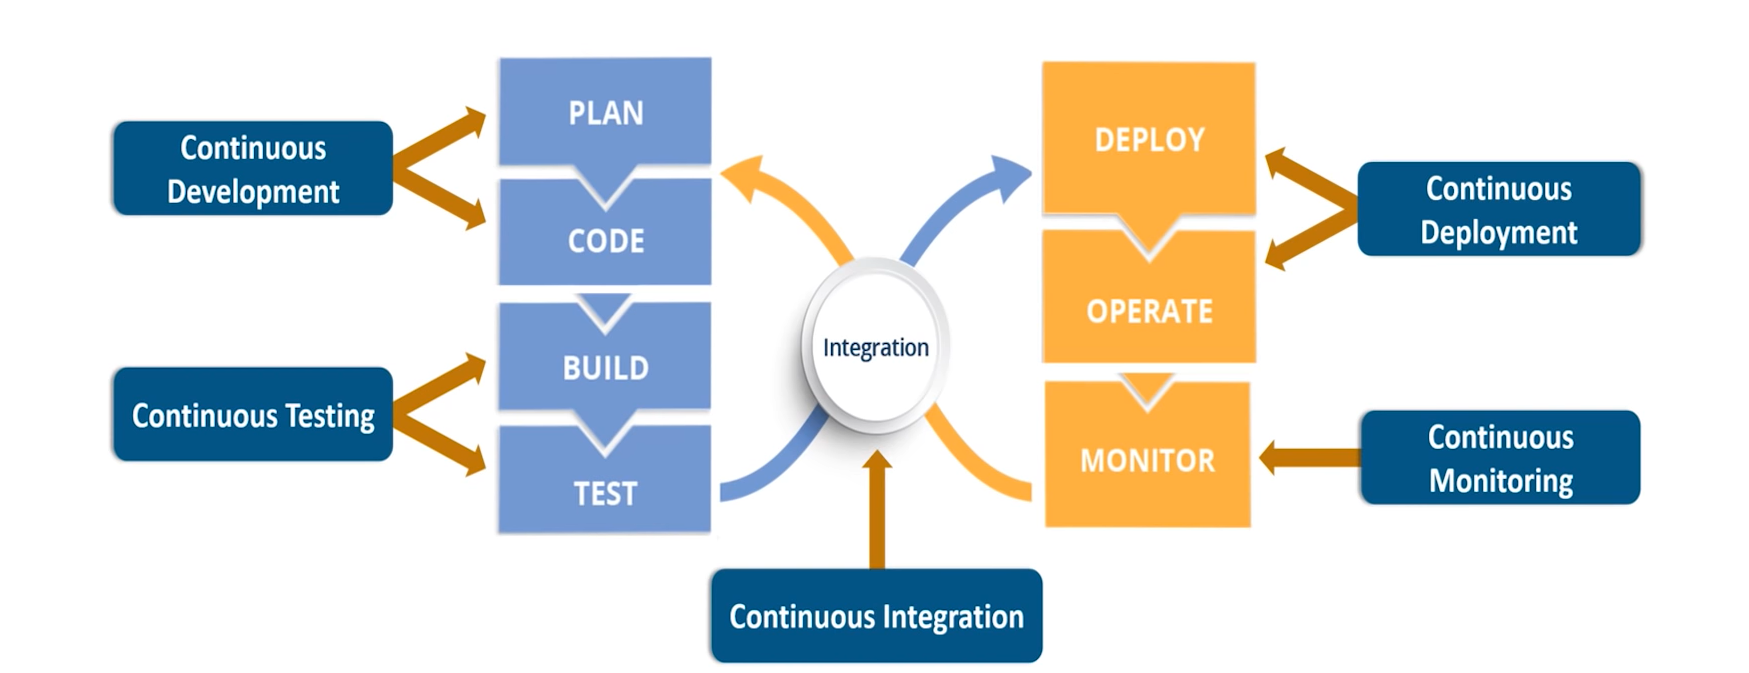 Continuous
Development
Continuous Testing
PLAN
CODE
BUILD
TEST
Integration
Continuous Integration
DEPLOY
OPERATE
MONITOR
Continuous
Deployment
Continuous
Monitoring